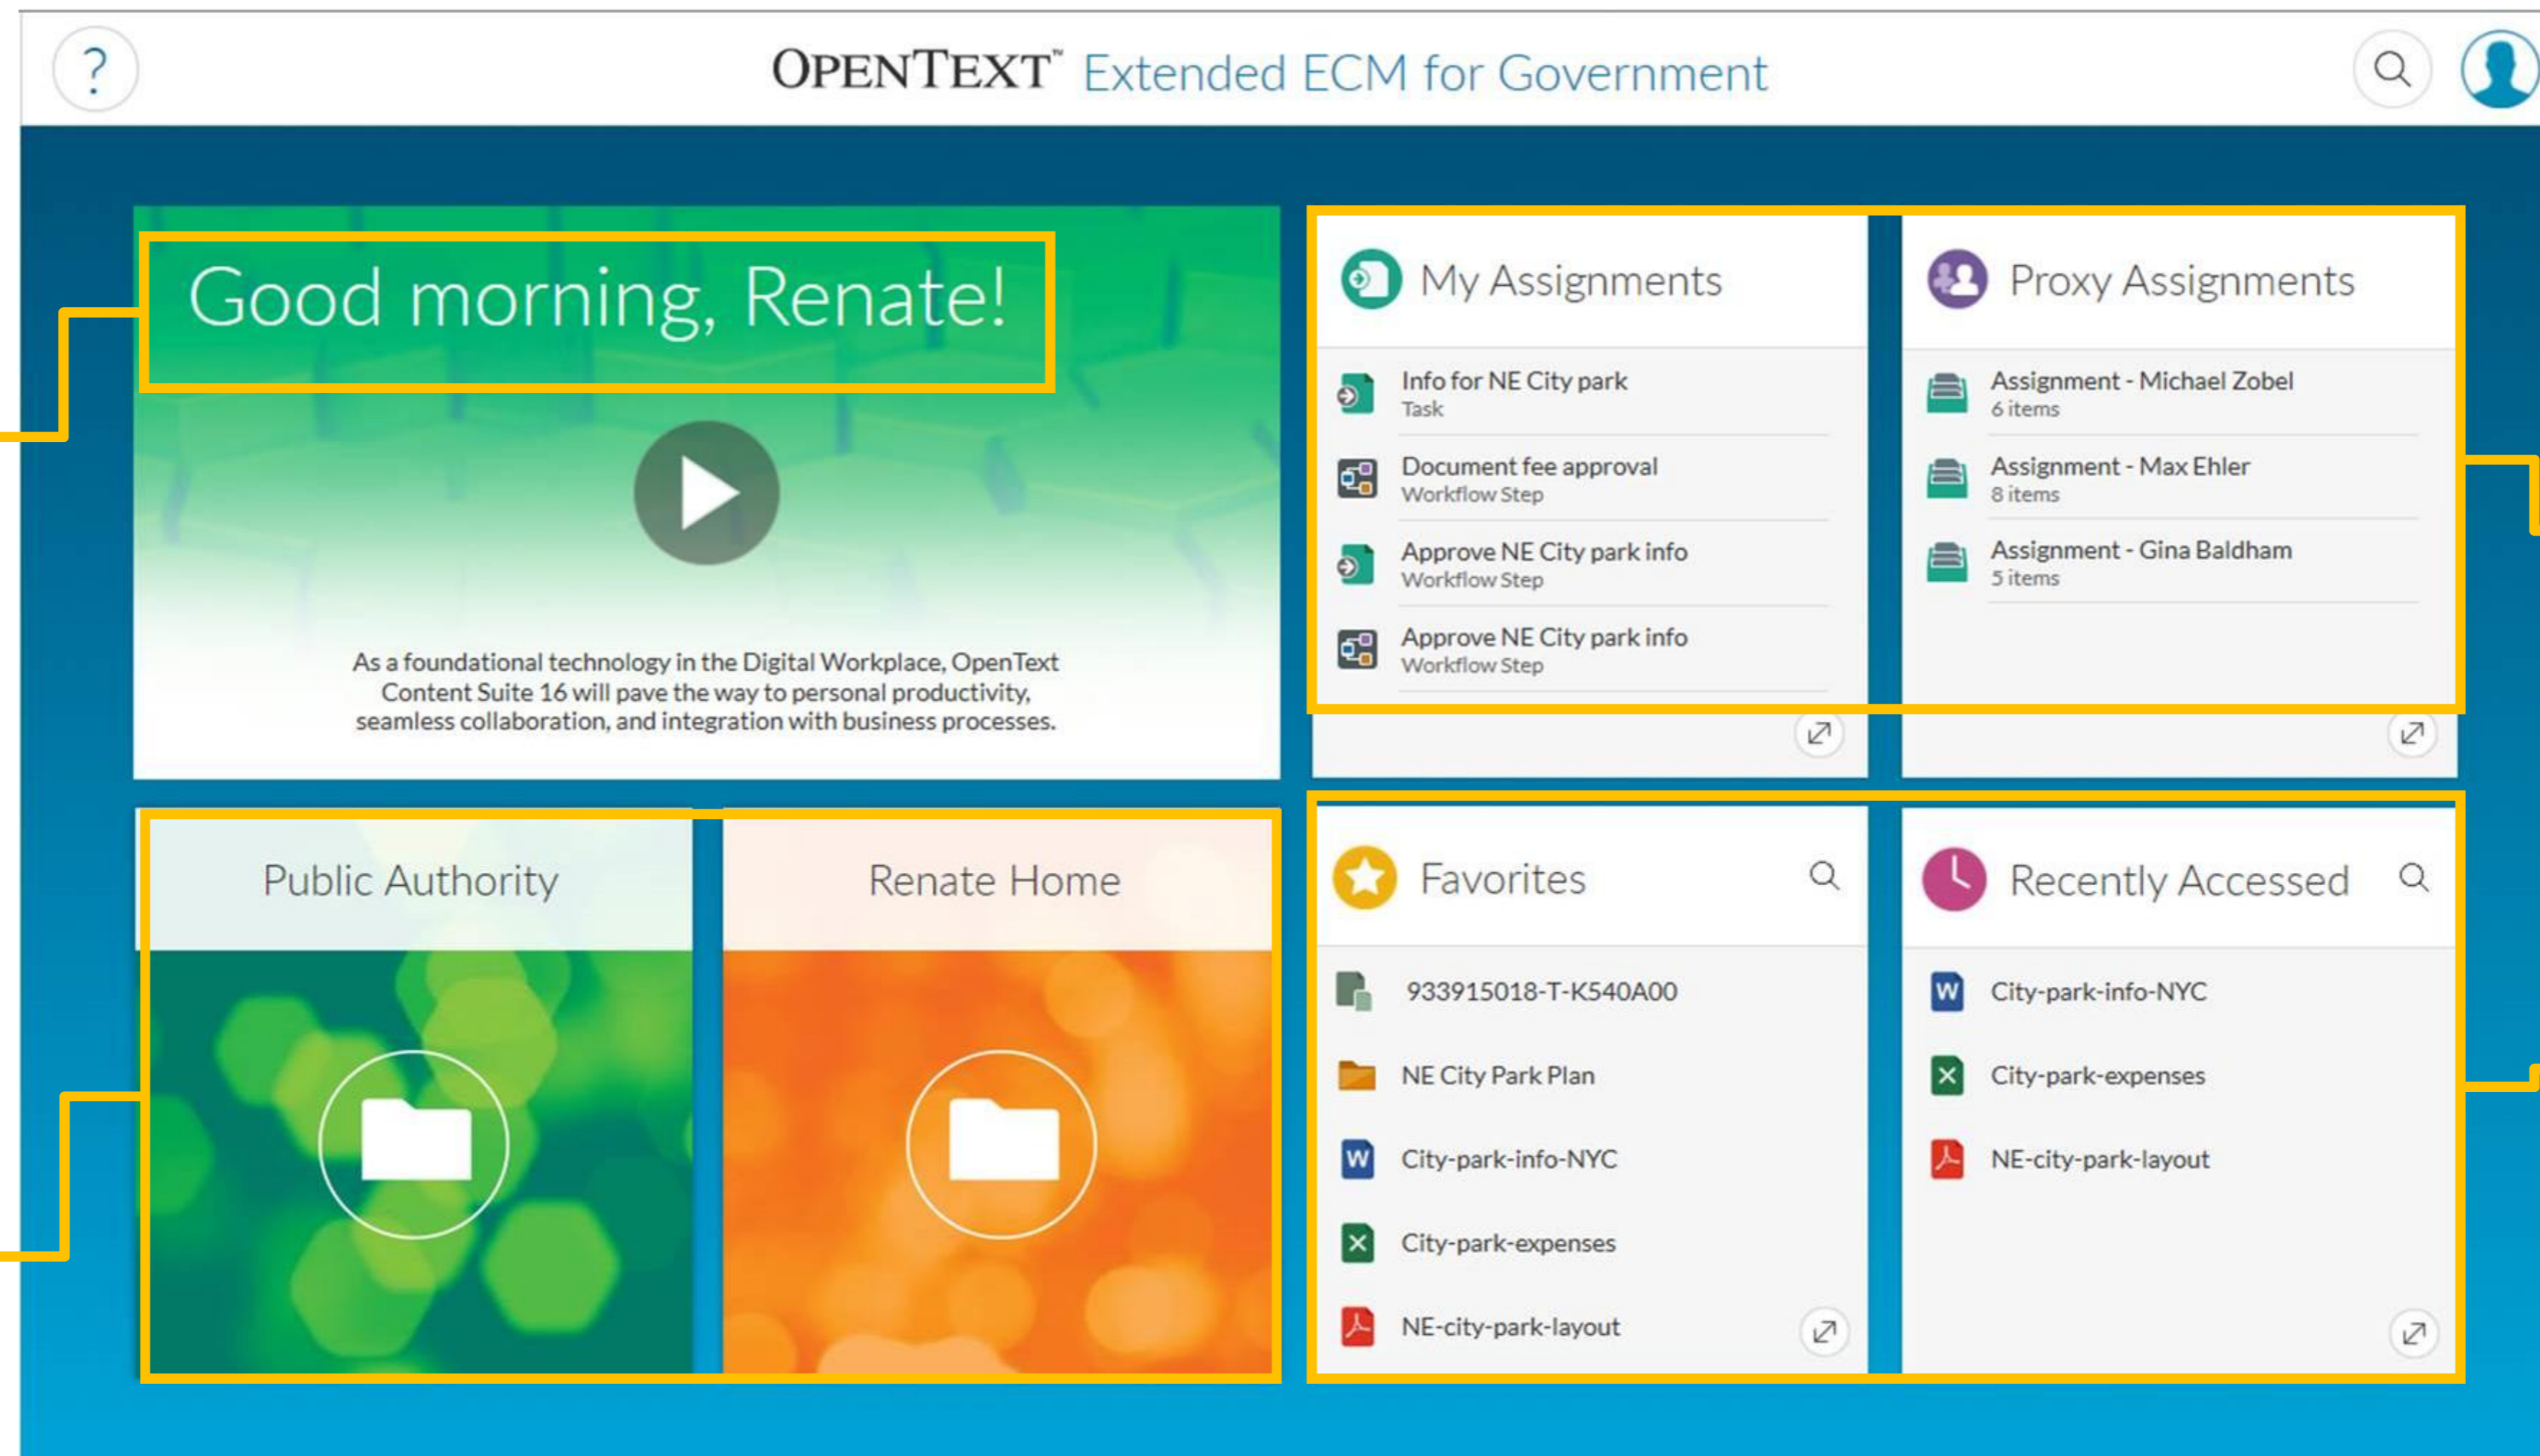 ?
OPENTEXT™ Extended ECM for Government
Good morning, Renate!
As a foundational technology in the Digital Workplace, OpenText
Content Suite 16 will pave the way to personal productivity,
seamless collaboration, and integration with business processes.
My Assignments
Info for NE City park
Task
Document fee approval
Workflow Step
Approve NE City park info
Workflow Step
Approve NE City park info
Workflow Step
Proxy Assignments
Assignment - Michael Zobel
6 items
Assignment - Max Ehler
8 items
Assignment - Gina Baldham
5 items
Public Authority
Renate Home
Favorites
933915018-T-K540A00
NE City Park Plan
W City-park-info-NYC
X City-park-expenses
NE-city-park-layout
Recently Accessed
W City-park-info-NYC
X City-park-expenses
NE-city-park-layout